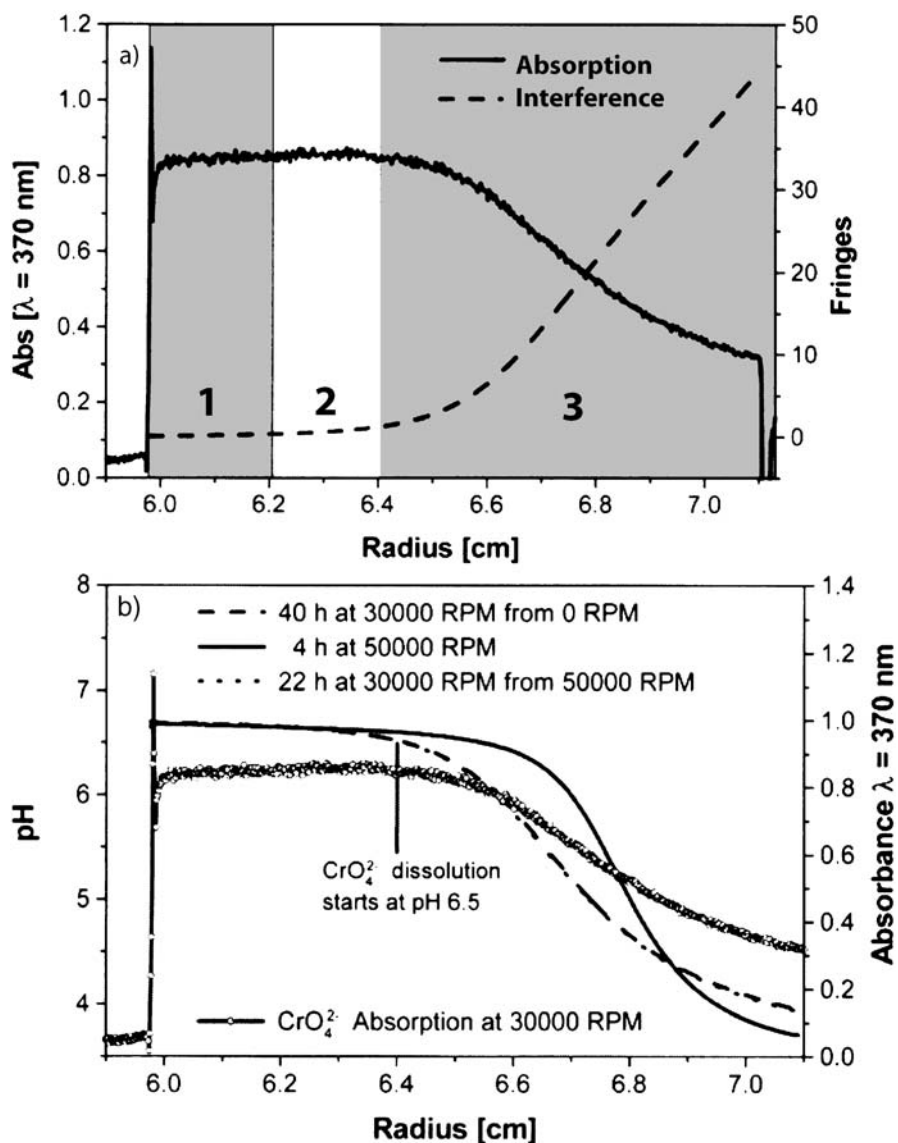 a)
1.2
1.0
0.8
0.6
0.4
0.2
0.0
Abs [λ = 370 nm]
Absorption
Interference
1
2
3
50
40
30
20
10
0
Fringes
6.0
6.2
6.4
6.6
6.8
7.0
Radius [cm]
b)
8
7
6
5
4
pH
40 h at 30000 RPM from 0 RPM
4 h at 50000 RPM
22 h at 30000 RPM from 50000 RPM
CrO₄²⁻ dissolution
starts at pH 6.5
CrO₄²⁻ Absorption at 30000 RPM
1.4
1.2
1.0
0.8
0.6
0.4
0.2
0.0
Absorbance λ = 370 nm
6.0
6.2
6.4
6.6
6.8
7.0
Radius [cm]